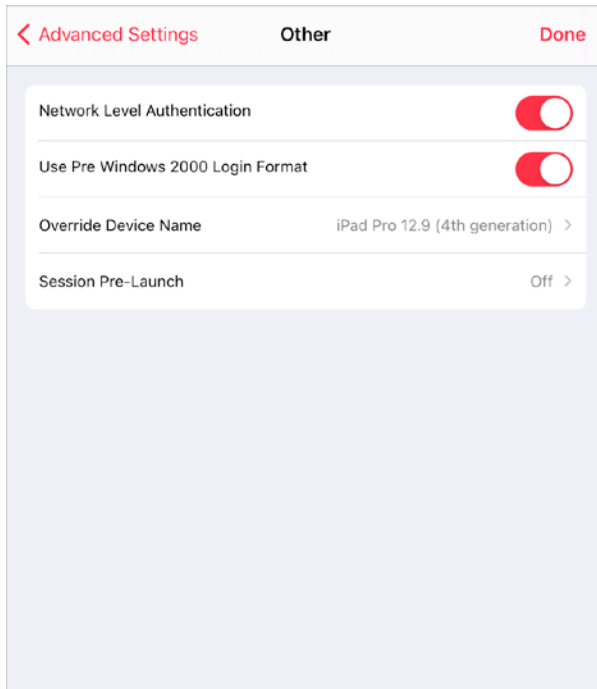 Advanced Settings Other Done
Network Level Authentication
Use Pre Windows 2000 Login Format
Override Device Name iPad Pro 12.9 (4th generation)
Session Pre-Launch Off